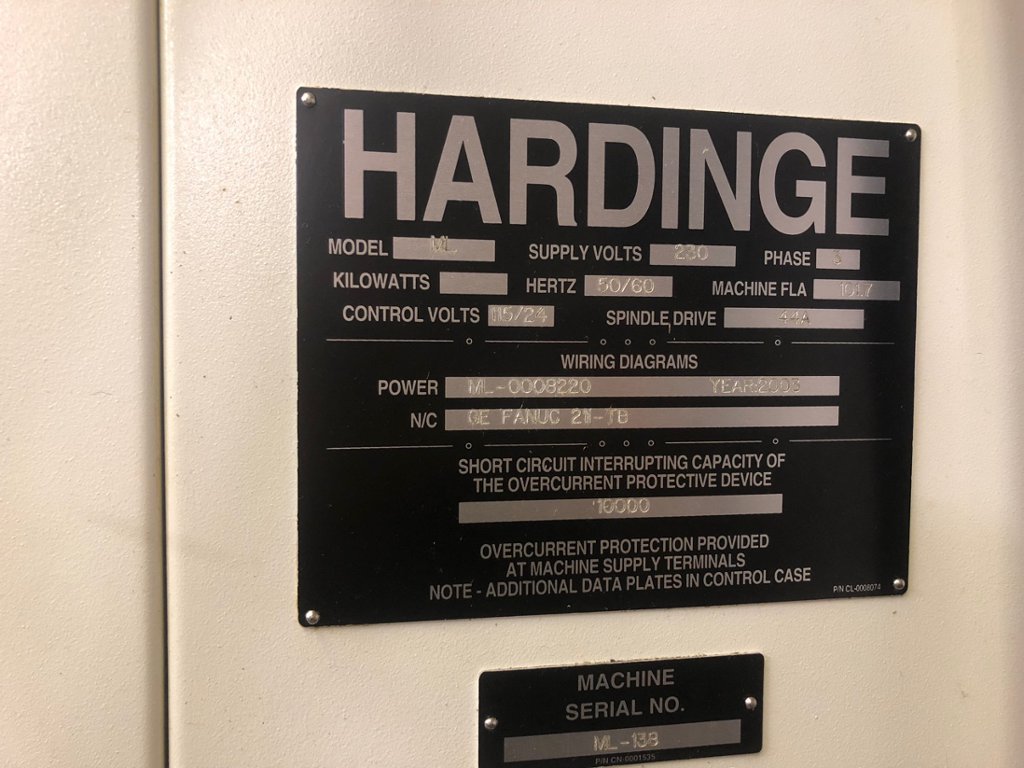 HARDINGE
MODEL ML SUPPLY VOLTS 230 PHASE 3
KILOWATTS HERTZ 50/60 MACHINE FLA 101.7
CONTROL VOLTS 115/24 SPINDLE DRIVE 44A
WIRING DIAGRAMS
POWER ML-0008220 YEAR:2003
N/C GE FANUC 21-TB
SHORT CIRCUIT INTERRUPTING CAPACITY OF
THE OVERCURRENT PROTECTIVE DEVICE
10000
OVERCURRENT PROTECTION PROVIDED
AT MACHINE SUPPLY TERMINALS
NOTE - ADDITIONAL DATA PLATES IN CONTROL CASE
P/N CL-0008074
MACHINE
SERIAL NO.
ML-138
P/N CN-0001535